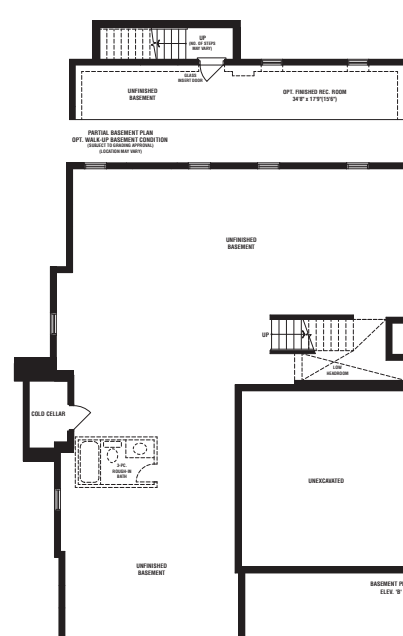 UP
(NO. OF STEPS
MAY VARY)
GLASS
INSERT DOOR
UNFINISHED
BASEMENT
OPT. FINISHED REC. ROOM
34'8" x 17'9"(15'6")
PARTIAL BASEMENT PLAN
OPT. WALK-UP BASEMENT CONDITION
(SUBJECT TO GRADING APPROVAL)
(LOCATION MAY VARY)
UNFINISHED
BASEMENT
UP
LOW
HEADROOM
COLD CELLAR
3-PC.
ROUGH-IN
BATH
UNEXCAVATED
UNFINISHED
BASEMENT
BASEMENT P
ELEV. 'B'